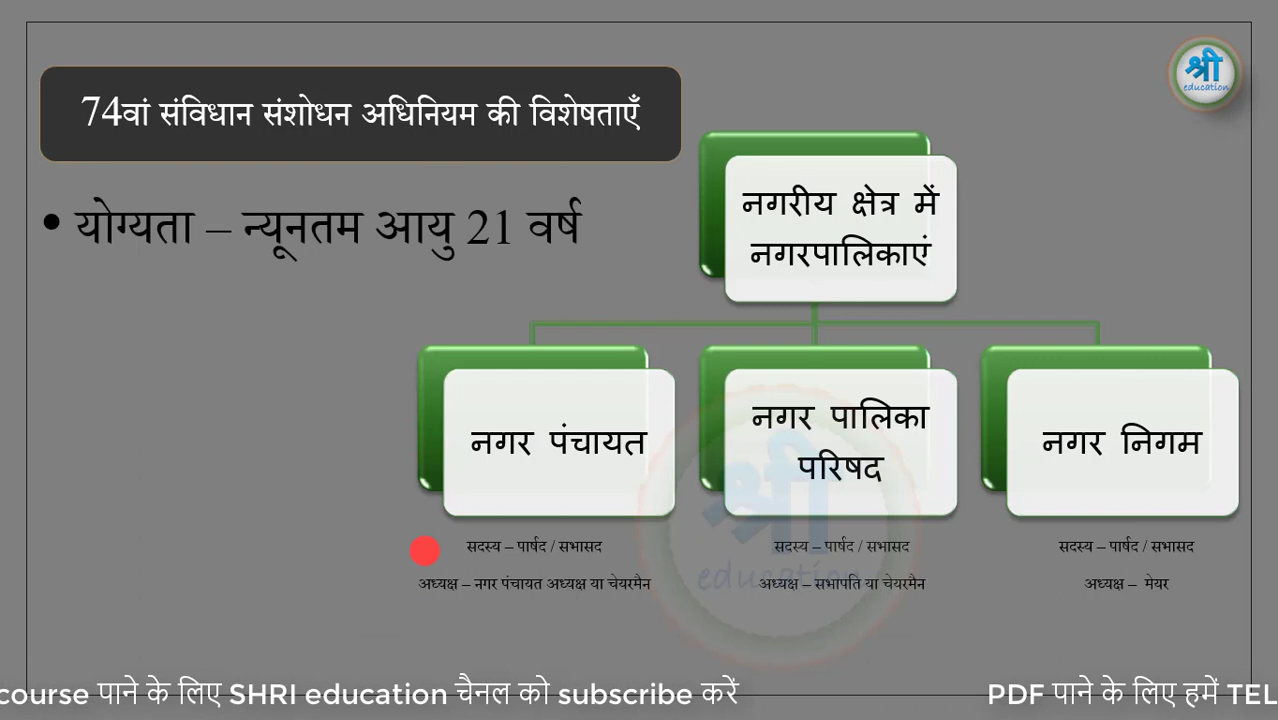 श्री
education
74वां संविधान संशोधन अधिनियम की विशेषताएँ
• योग्यता – न्यूनतम आयु 21 वर्ष
नगरीय क्षेत्र में
नगरपालिकाएं
नगर पंचायत
नगर पालिका
परिषद
नगर निगम
सदस्य – पार्षद / सभासद
अध्यक्ष – नगर पंचायत अध्यक्ष या चेयरमैन
सदस्य – पार्षद / सभासद
अध्यक्ष – सभापति या चेयरमैन
सदस्य – पार्षद / सभासद
अध्यक्ष – मेयर
श्री
education
course पाने के लिए SHRI education चैनल को subscribe करें
PDF पाने के लिए हमें TEL